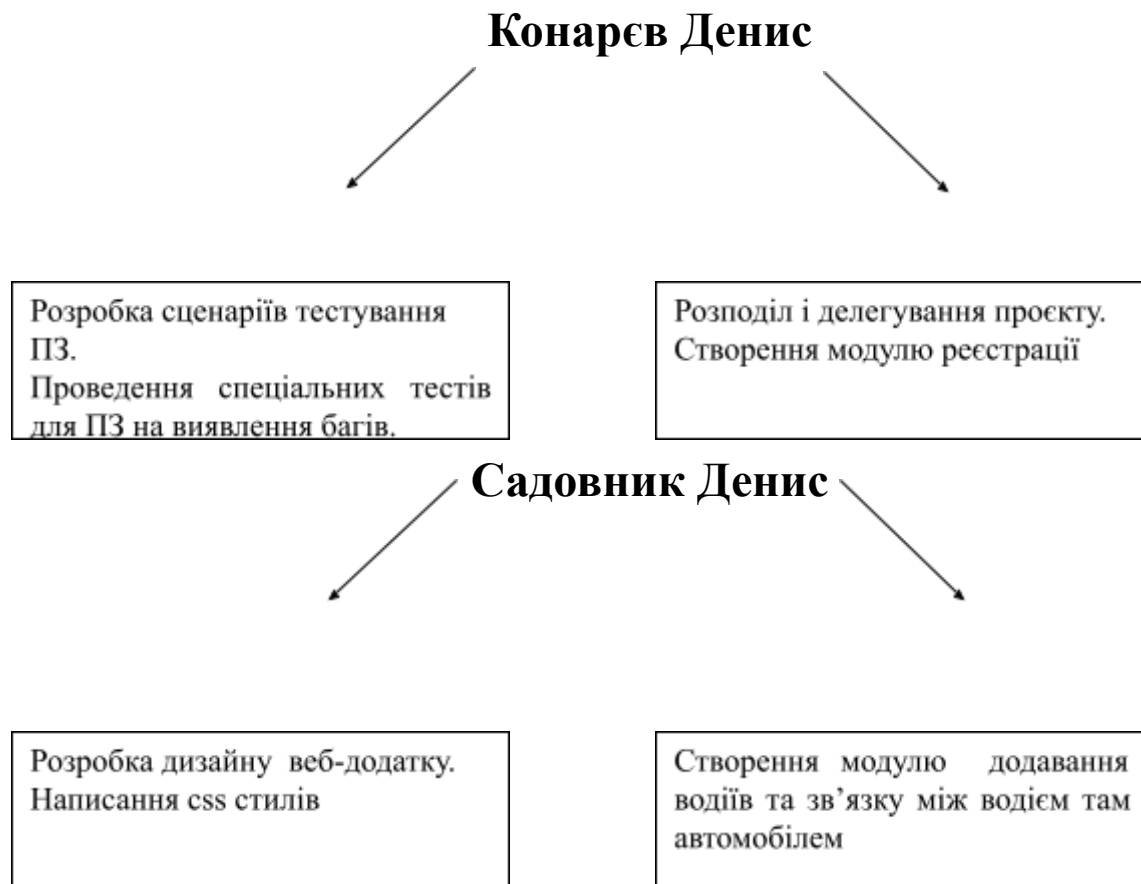 Конарєв Денис
Розробка сценаріїв тестування
ПЗ.
Проведення спеціальних тестів
для ПЗ на виявлення багів.
Розподіл і делегування проєкту.
Створення модулю реєстрації
Садовник Денис
Розробка дизайну веб-додатку.
Написання css стилів
Створення модулю додавання
водіїв та зв’язку між водієм там
автомобілем